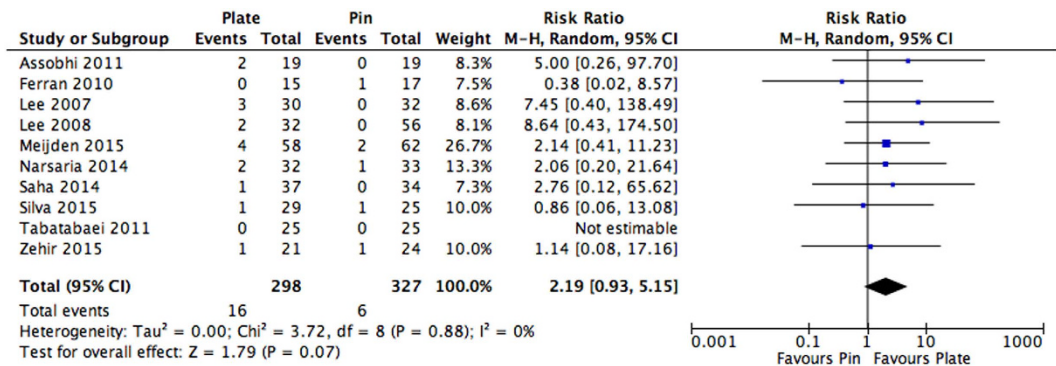 Plate Pin Risk Ratio Risk Ratio
Study or Subgroup Events Total Events Total Weight M-H, Random, 95% CI M-H, Random, 95% CI
Assobhi 2011 2 19 0 19 8.3% 5.00 [0.26, 97.70]
Ferran 2010 0 15 1 17 7.5% 0.38 [0.02, 8.57]
Lee 2007 3 30 0 32 8.6% 7.45 [0.40, 138.49]
Lee 2008 2 32 0 56 8.1% 8.64 [0.43, 174.50]
Meijden 2015 4 58 2 62 26.7% 2.14 [0.41, 11.23]
Narsaria 2014 2 32 1 33 13.3% 2.06 [0.20, 21.64]
Saha 2014 1 37 0 34 7.3% 2.76 [0.12, 65.62]
Silva 2015 1 29 1 25 10.0% 0.86 [0.06, 13.08]
Tabatabaei 2011 0 25 0 25 Not estimable
Zehir 2015 1 21 1 24 10.0% 1.14 [0.08, 17.16]
Total (95% CI) 298 327 100.0% 2.19 [0.93, 5.15]
Total events 16 6
Heterogeneity: Tau² = 0.00; Chi² = 3.72, df = 8 (P = 0.88); I² = 0%
Test for overall effect: Z = 1.79 (P = 0.07)
0.001 0.1 1 10 1000
Favours Pin Favours Plate